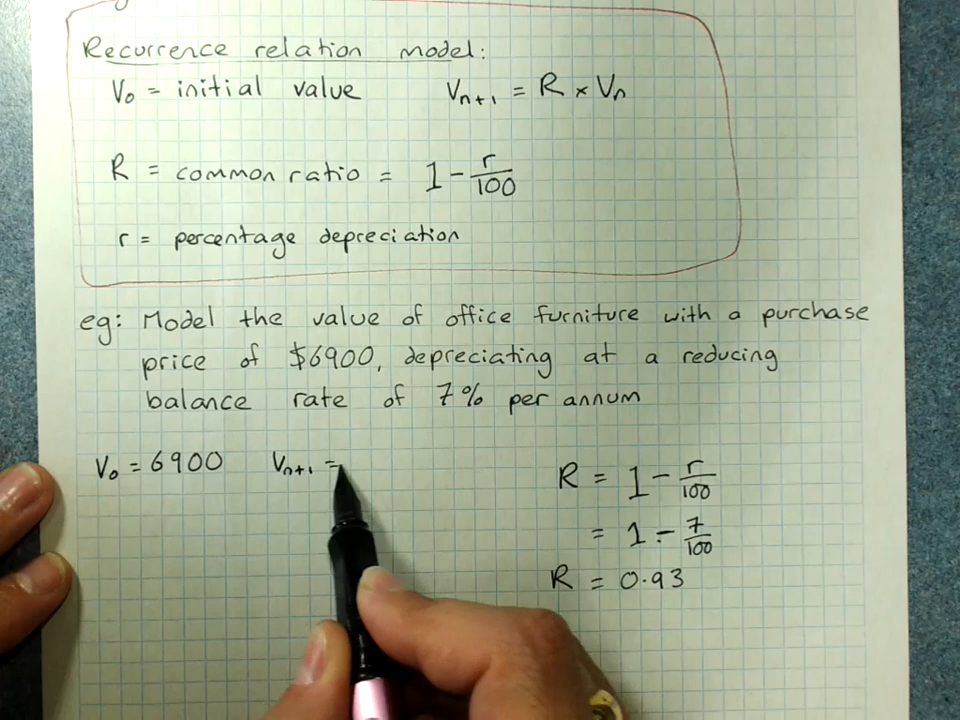 Recurrence relation model:
V₀ = initial value Vₙ₊₁ = R × Vₙ
R = common ratio = 1 - r/100
r = percentage depreciation
eg: Model the value of office furniture with a purchase
price of $6900, depreciating at a reducing
balance rate of 7% per annum
V₀ = 6900 Vₙ₊₁ =
R = 1 - r/100
= 1 - 7/100
R = 0.93